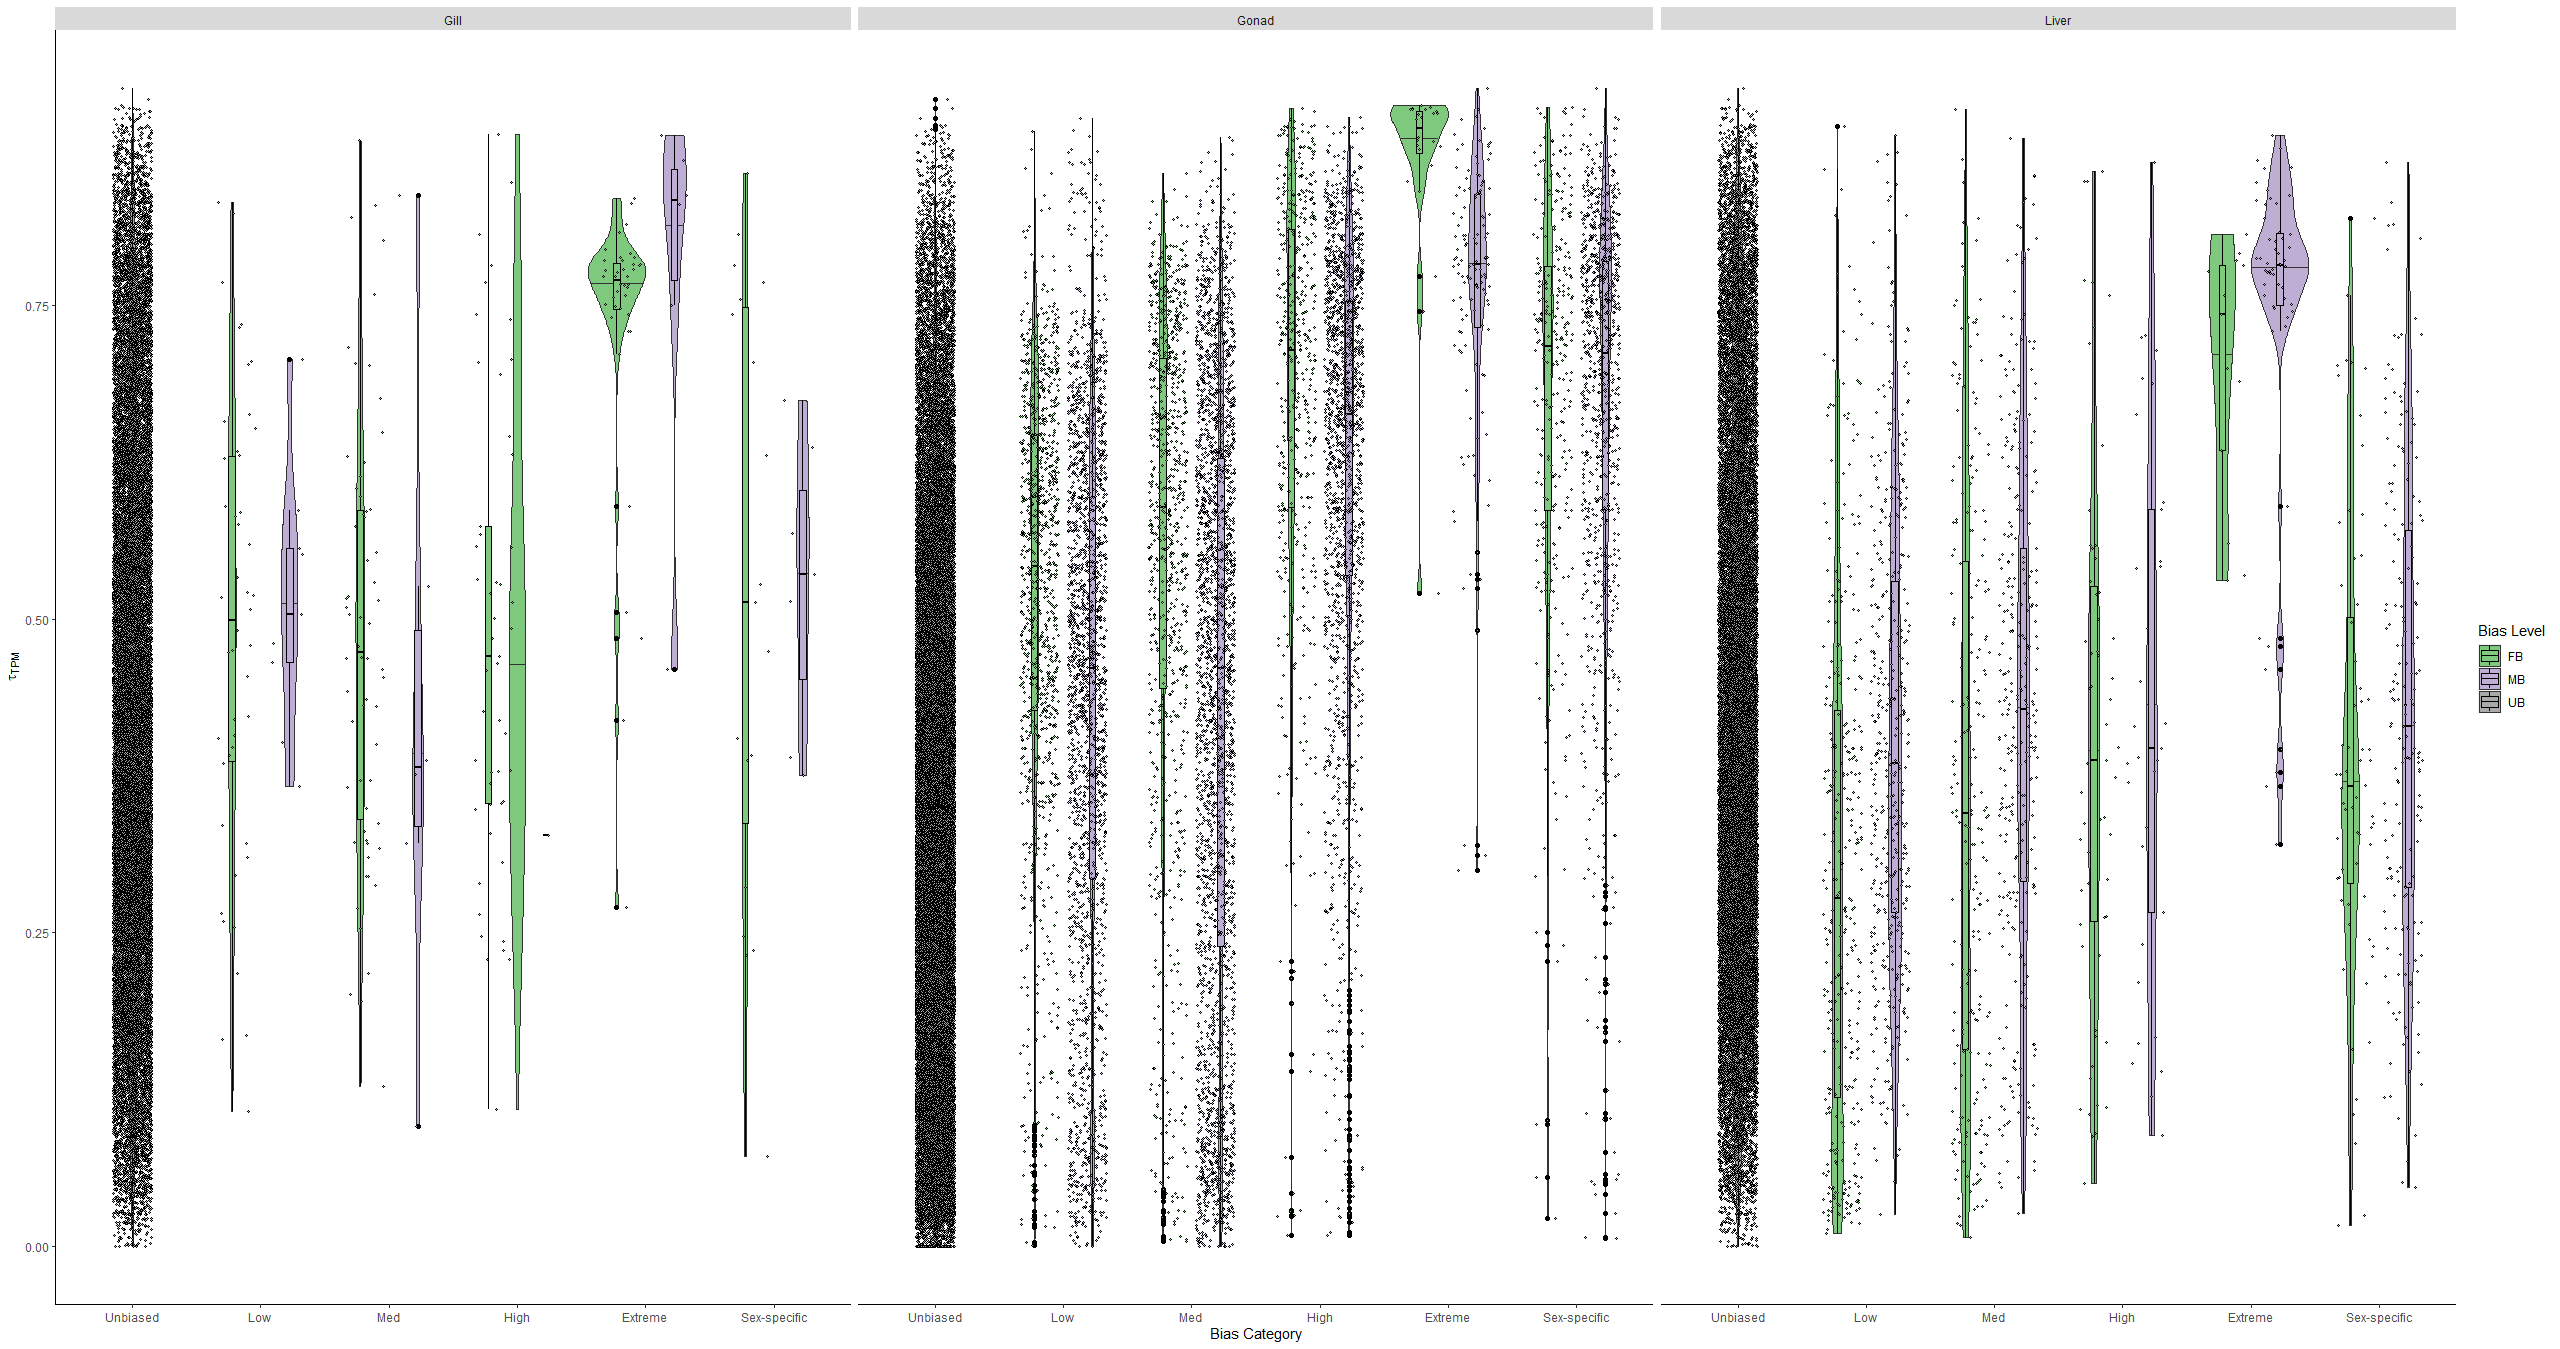 Gill Gonad Liver
0.75
0.50
0.25
0.00
τTPM
Unbiased Low Med High Extreme Sex-specific Unbiased Low Med High Extreme Sex-specific Unbiased Low Med High Extreme Sex-specific
Bias Category
Bias Level
FB
MB
UB